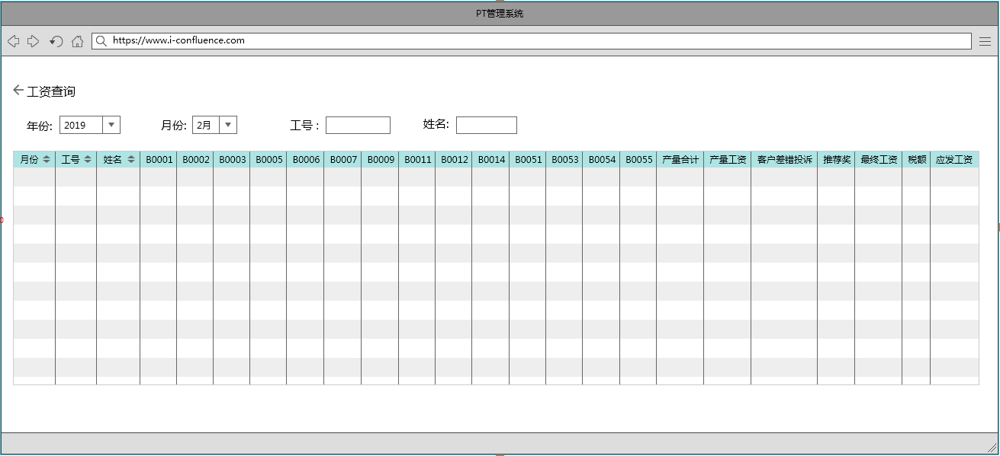 PT管理系统
https://www.i-confluence.com
工资查询
年份: 2019 月份: 2月 工号 : 姓名:
月份 工号 姓名 B0001 B0002 B0003 B0005 B0006 B0007 B0009 B0011 B0012 B0014 B0051 B0053 B0054 B0055 产量合计 产量工资 客户差错投诉 推荐奖 最终工资 税额 应发工资